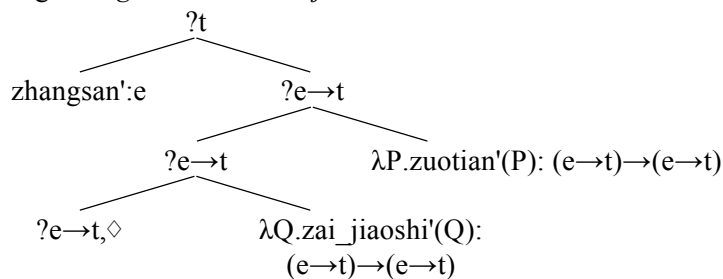 ?t
zhangsan':e ?e→t
?e→t λP.zuotian'(P): (e→t)→(e→t)
?e→t,◊ λQ.zai_jiaoshi'(Q):
(e→t)→(e→t)